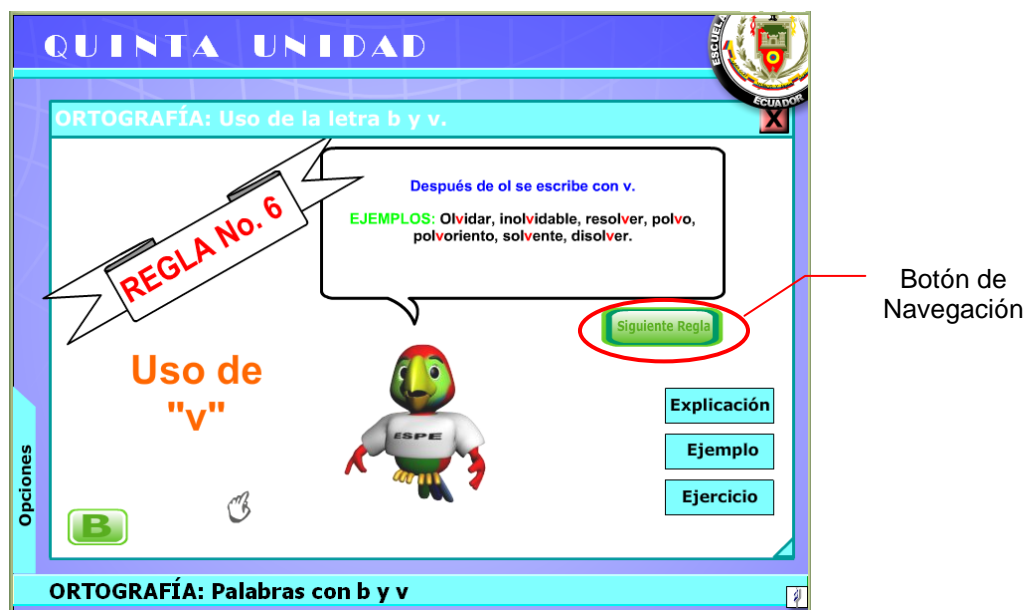 QUINTA UNIDAD
ESCUELA
ECUADOR
ORTOGRAFÍA: Uso de la letra b y v.
X
REGLA No. 6
Después de ol se escribe con v.
EJEMPLOS: Olvidar, inolvidable, resolver, polvo,
polvoriento, solvente, disolver.
Siguiente Regla
Botón de
Navegación
Uso de
"v"
ESPE
Explicación
Ejemplo
Ejercicio
Opciones
B
ORTOGRAFÍA: Palabras con b y v